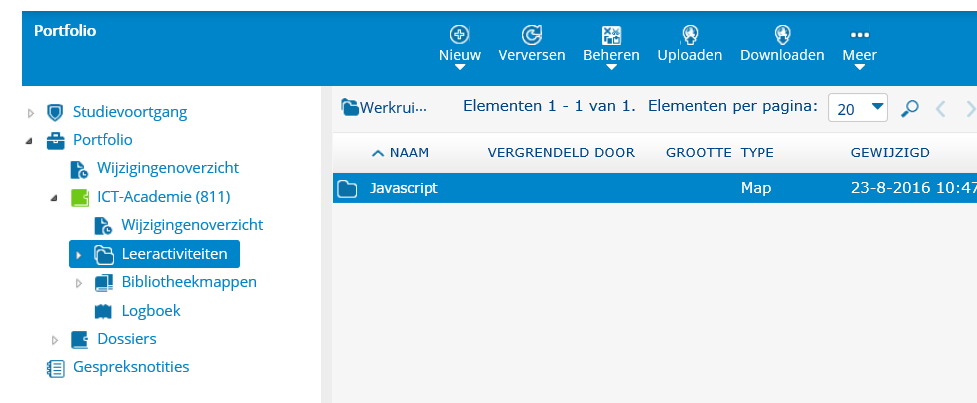 Portfolio
Nieuw Verversen Beheren Uploaden Downloaden Meer
Studievoortgang
Portfolio
Wijzigingenoverzicht
ICT-Academie (811)
Wijzigingenoverzicht
Leeractiviteiten
Bibliotheekmappen
Logboek
Dossiers
Gespreksnotities
Werkrui... Elementen 1 - 1 van 1. Elementen per pagina: 20
NAAM VERGRENDELD DOOR GROOTTE TYPE GEWIJZIGD
Javascript Map 23-8-2016 10:47